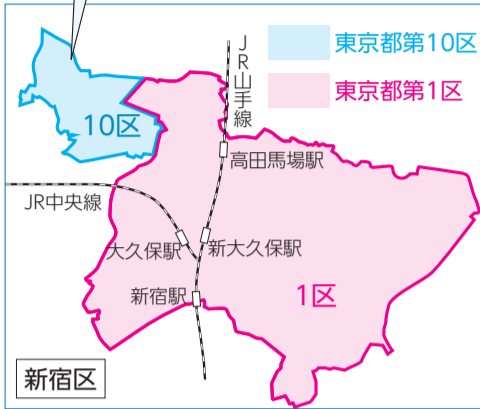 東京都第10区
東京都第1区
JR山手線
10区
高田馬場駅
JR中央線
大久保駅
新大久保駅
新宿駅
1区
新宿区